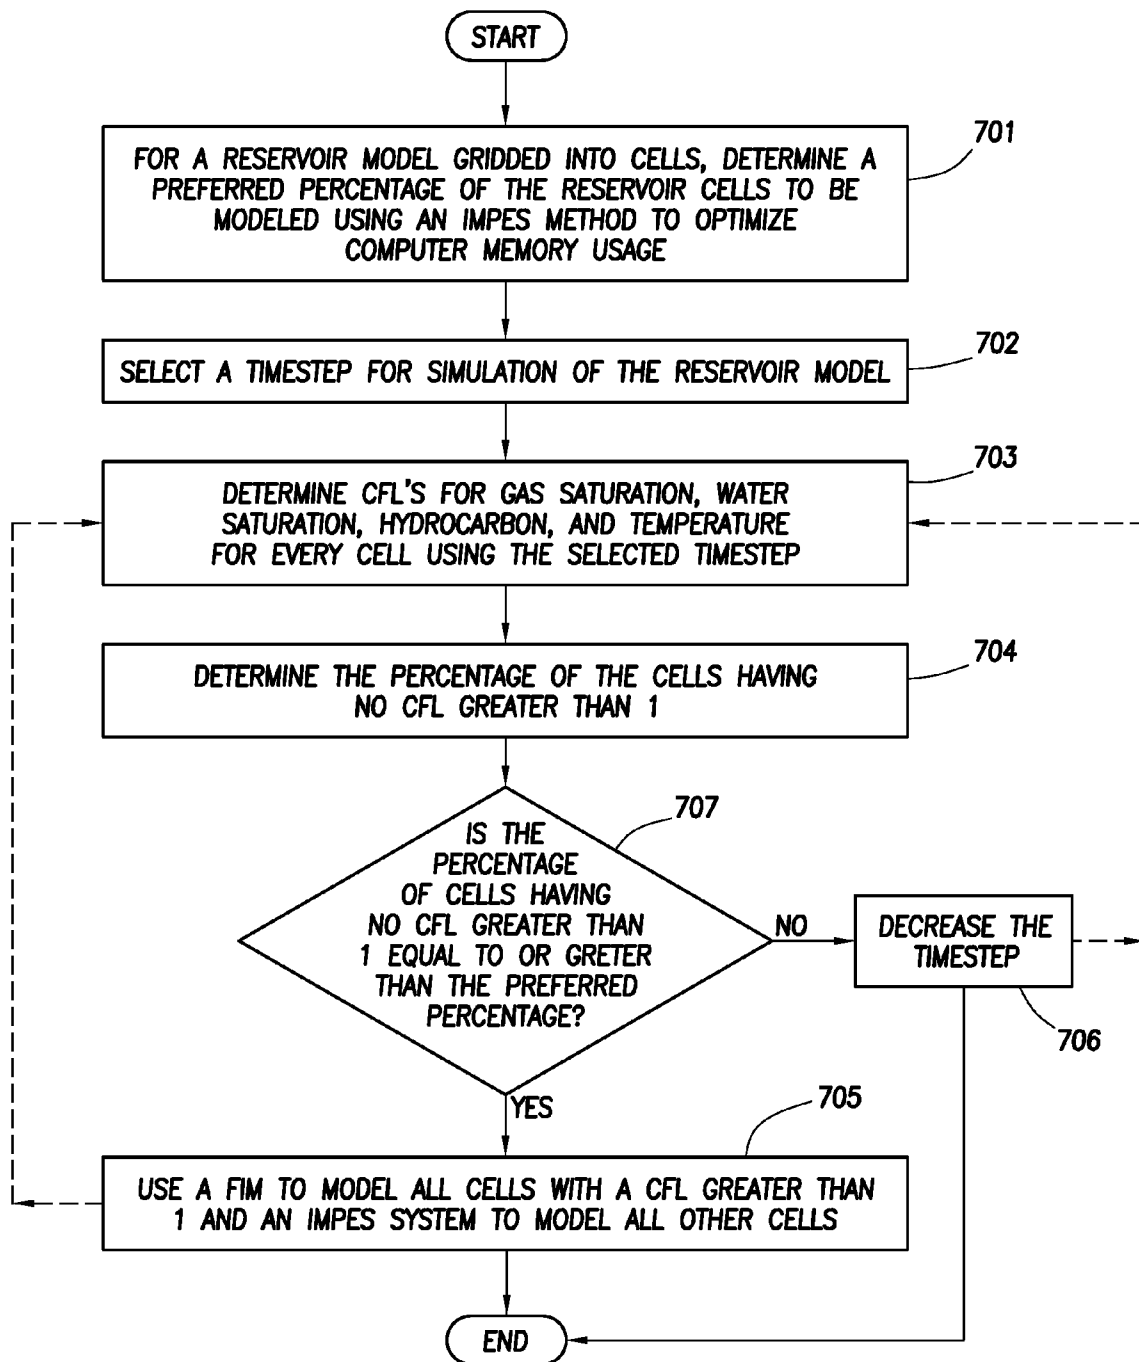 START
701
FOR A RESERVOIR MODEL GRIDDED INTO CELLS, DETERMINE A
PREFERRED PERCENTAGE OF THE RESERVOIR CELLS TO BE
MODELED USING AN IMPES METHOD TO OPTIMIZE
COMPUTER MEMORY USAGE
702
SELECT A TIMESTEP FOR SIMULATION OF THE RESERVOIR MODEL
703
DETERMINE CFL'S FOR GAS SATURATION, WATER
SATURATION, HYDROCARBON, AND TEMPERATURE
FOR EVERY CELL USING THE SELECTED TIMESTEP
704
DETERMINE THE PERCENTAGE OF THE CELLS HAVING
NO CFL GREATER THAN 1
707
IS THE
PERCENTAGE
OF CELLS HAVING
NO CFL GREATER THAN
1 EQUAL TO OR GRETER
THAN THE PREFERRED
PERCENTAGE?
NO
DECREASE THE
TIMESTEP
706
YES
705
USE A FIM TO MODEL ALL CELLS WITH A CFL GREATER THAN
1 AND AN IMPES SYSTEM TO MODEL ALL OTHER CELLS
END